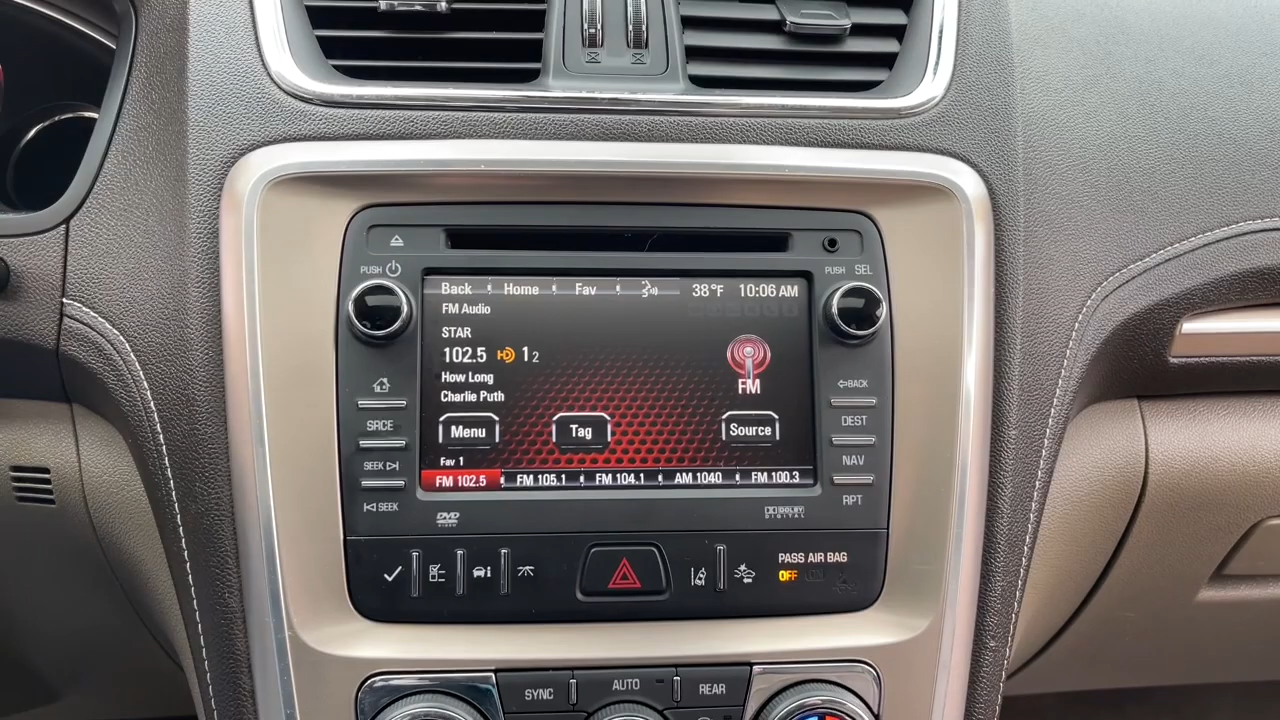 PUSH
PUSH SEL
Back Home Fav 38°F 10:06 AM
FM Audio
STAR
102.5 HD 1 2
How Long
Charlie Puth
FM
Menu Tag Source
Fav 1
FM 102.5 FM 105.1 FM 104.1 AM 1040 FM 100.3
SRCE
SEEK
SEEK
BACK
DEST
NAV
RPT
DVD
VIDEO
DOLBY
DIGITAL
PASS AIR BAG
OFF ON
SYNC AUTO REAR